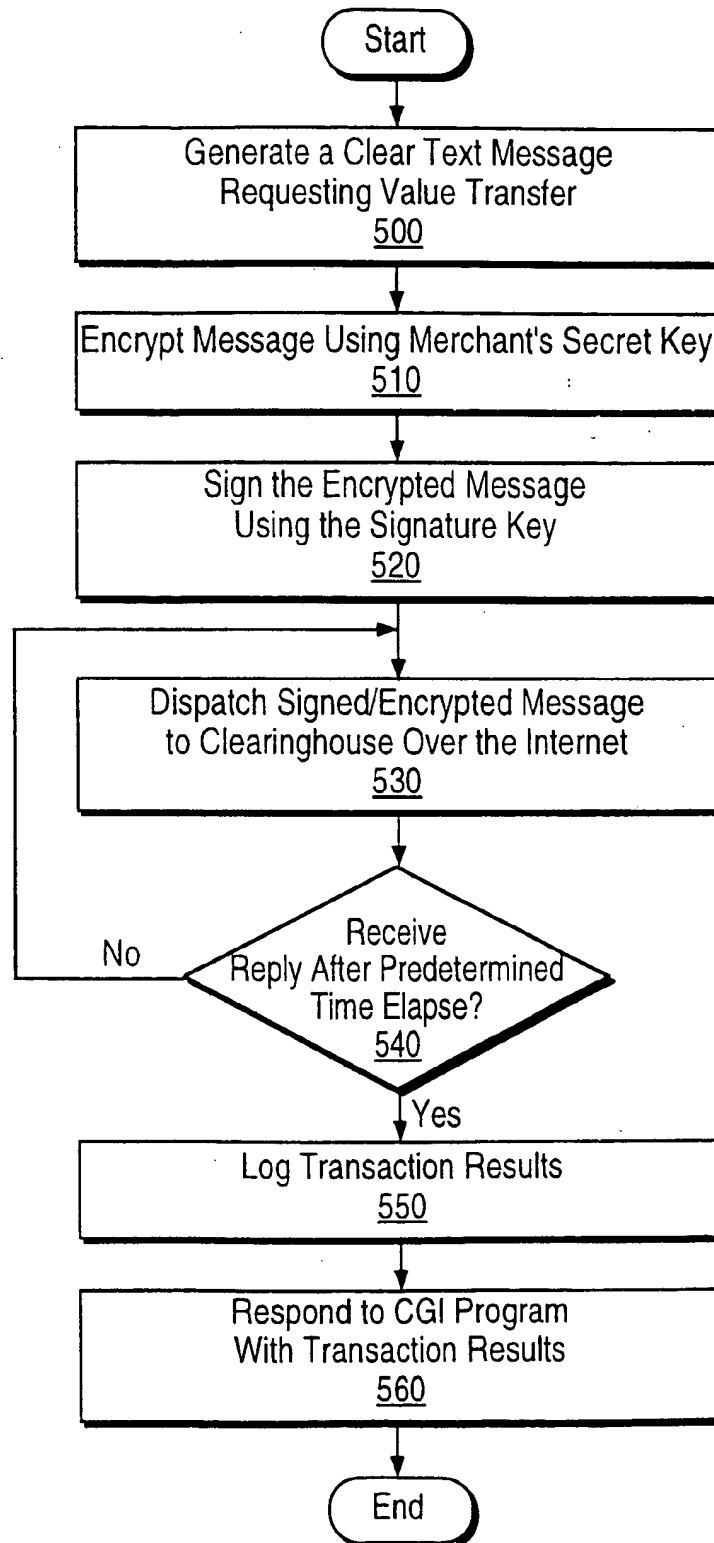 Start
Generate a Clear Text Message
Requesting Value Transfer
500
Encrypt Message Using Merchant's Secret Key
510
Sign the Encrypted Message
Using the Signature Key
520
Dispatch Signed/Encrypted Message
to Clearinghouse Over the Internet
530
No
Receive
Reply After Predetermined
Time Elapse?
540
Yes
Log Transaction Results
550
Respond to CGI Program
With Transaction Results
560
End